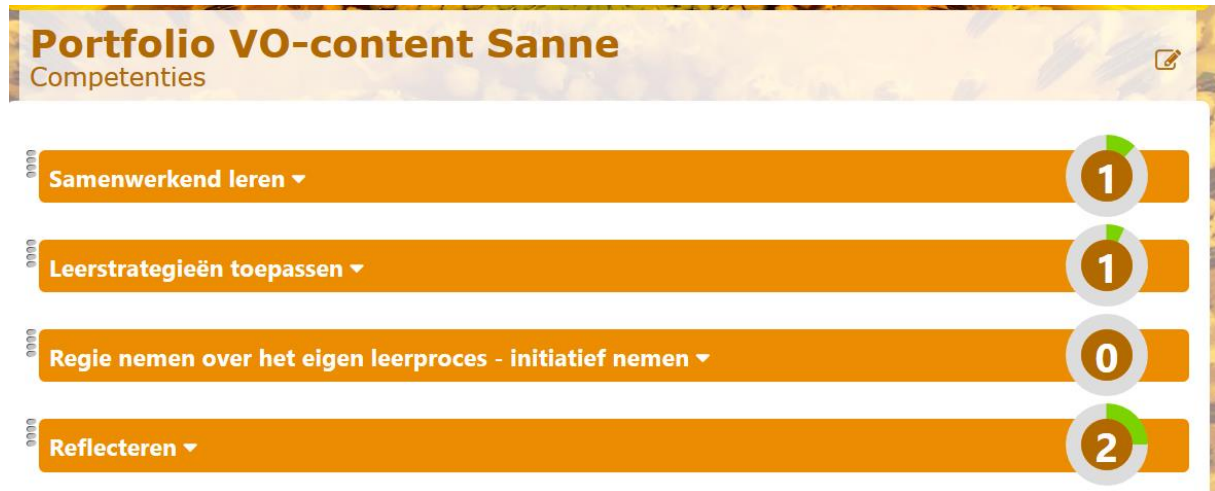 Portfolio VO-content Sanne
Competenties
Samenwerkend leren
1
Leerstrategieën toepassen
1
Regie nemen over het eigen leerproces - initiatief nemen
0
Reflecteren
2